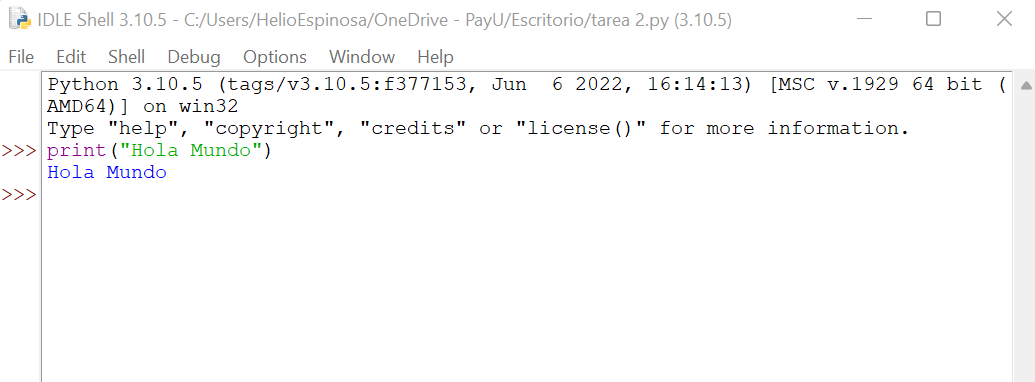 IDLE Shell 3.10.5 - C:/Users/HelioEspinosa/OneDrive - PayU/Escritorio/tarea 2.py (3.10.5)
File Edit Shell Debug Options Window Help
Python 3.10.5 (tags/v3.10.5:f377153, Jun  6 2022, 16:14:13) [MSC v.1929 64 bit (
AMD64)] on win32
Type "help", "copyright", "credits" or "license()" for more information.
>>> print("Hola Mundo")
Hola Mundo
>>>